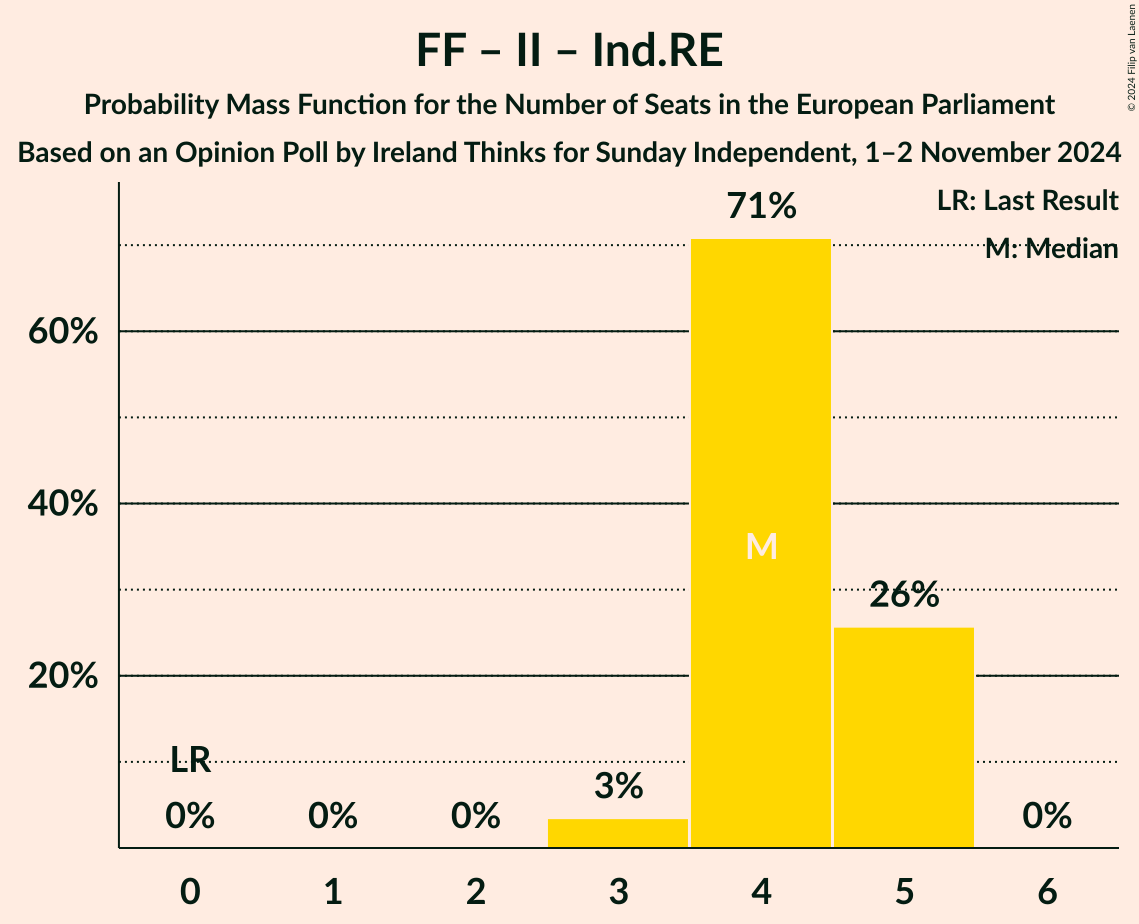 FF – II – Ind.RE
Probability Mass Function for the Number of Seats in the European Parliament
Based on an Opinion Poll by Ireland Thinks for Sunday Independent, 1–2 November 2024
© 2024 Filip van Laenen
LR: Last Result
M: Median
71%
60%
40%
M
26%
20%
LR
3%
0%
0%
0%
0%
0
1
2
3
4
5
6